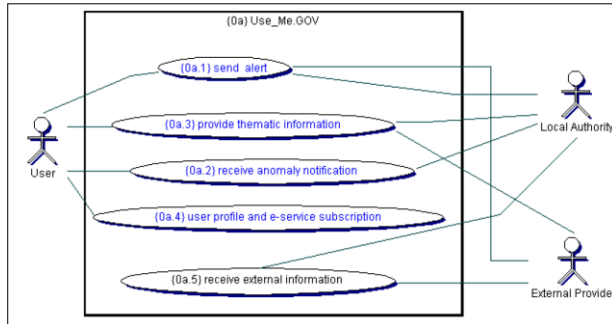 {0a} Use_Me.GOV
{0a.1} send alert
{0a.3} provide thematic information
Local Authority
User
{0a.2} receive anomaly notification
{0a.4} user profile and e-service subscription
{0a.5} receive external information
External Provide